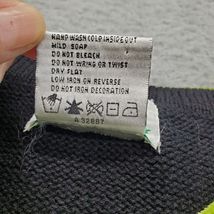 HAND WASH COLD INSIDE OUT
MILD SOAP
DO NOT BLEACH
DO NOT WRING OR TWIST
DRY FLAT
LOW IRON ON REVERSE
DO NOT IRON DECORATION
A 32887